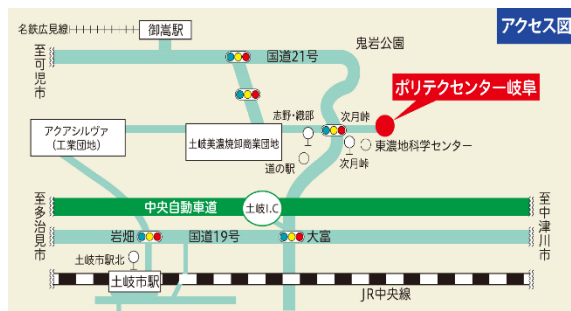 アクセス図
名鉄広見線
御嵩駅
鬼岩公園
至可児市
国道21号
ポリテクセンター岐阜
志野・織部
次月峠
アクアシルヴァ
(工業団地)
土岐美濃焼卸商業団地
東濃地科学センター
道の駅
次月峠
至多治見市
中央自動車道
土岐I.C
至中津川市
岩畑
国道19号
大富
土岐市駅北
土岐市駅
JR中央線